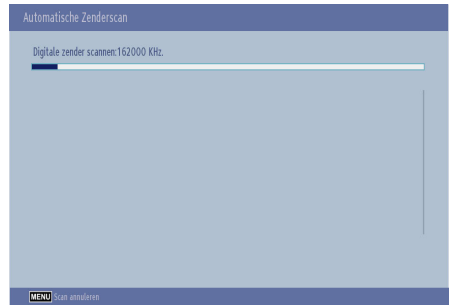 Automatische Zenderscan
Digitale zender scannen:162000 KHz.
MENU Scan annuleren